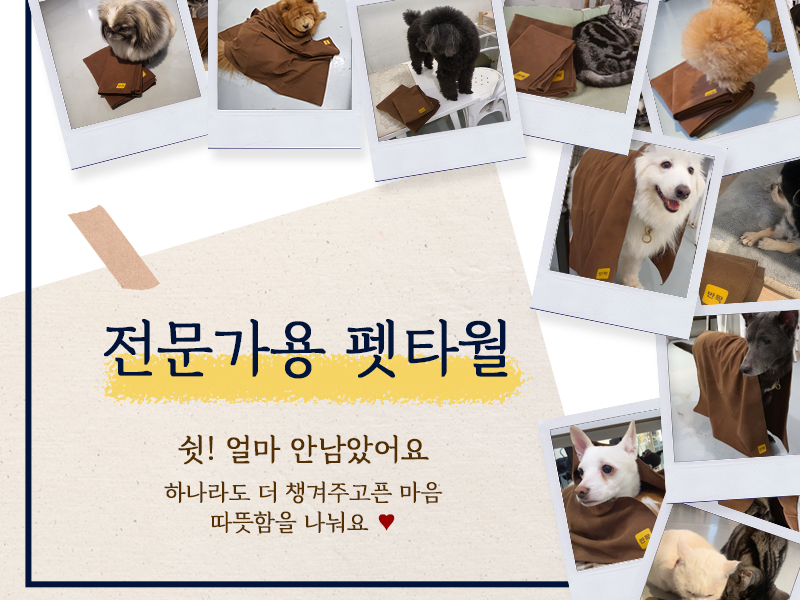 전문가용 펫타월
쉿! 얼마 안남았어요
하나라도 더 챙겨주고픈 마음
따뜻함을 나눠요 ♥